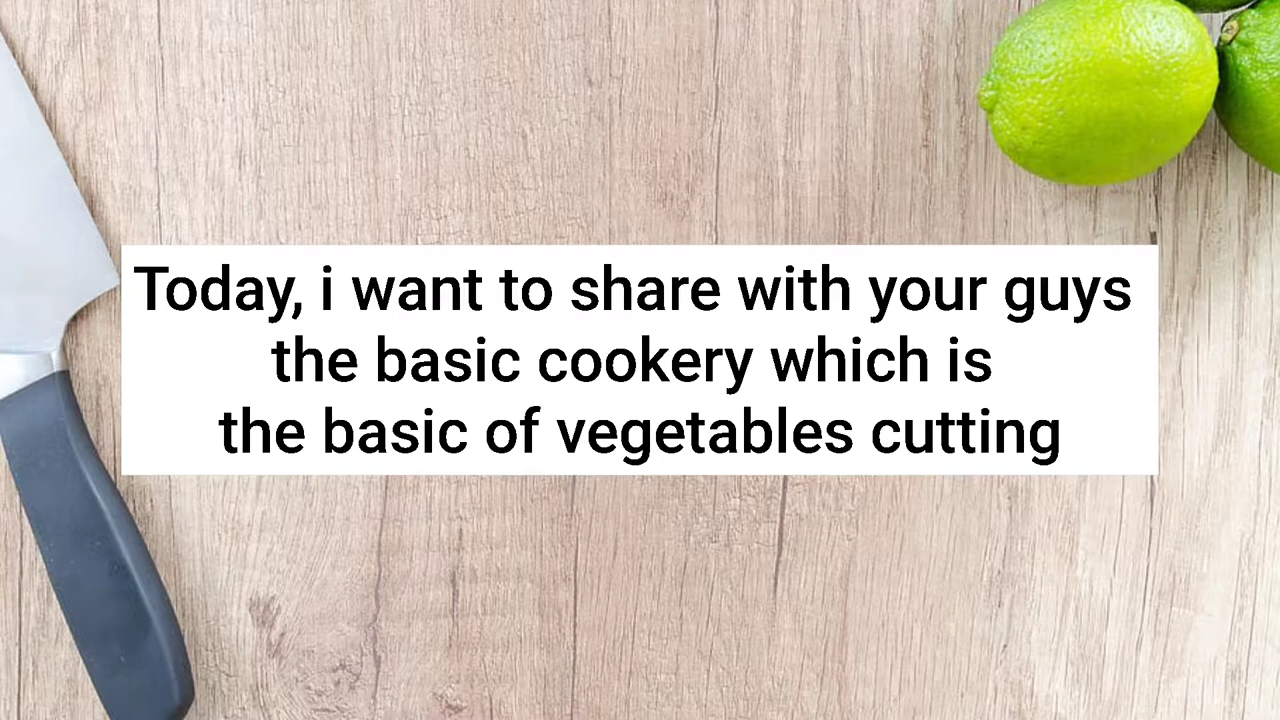 Today, i want to share with your guys
the basic cookery which is
the basic of vegetables cutting